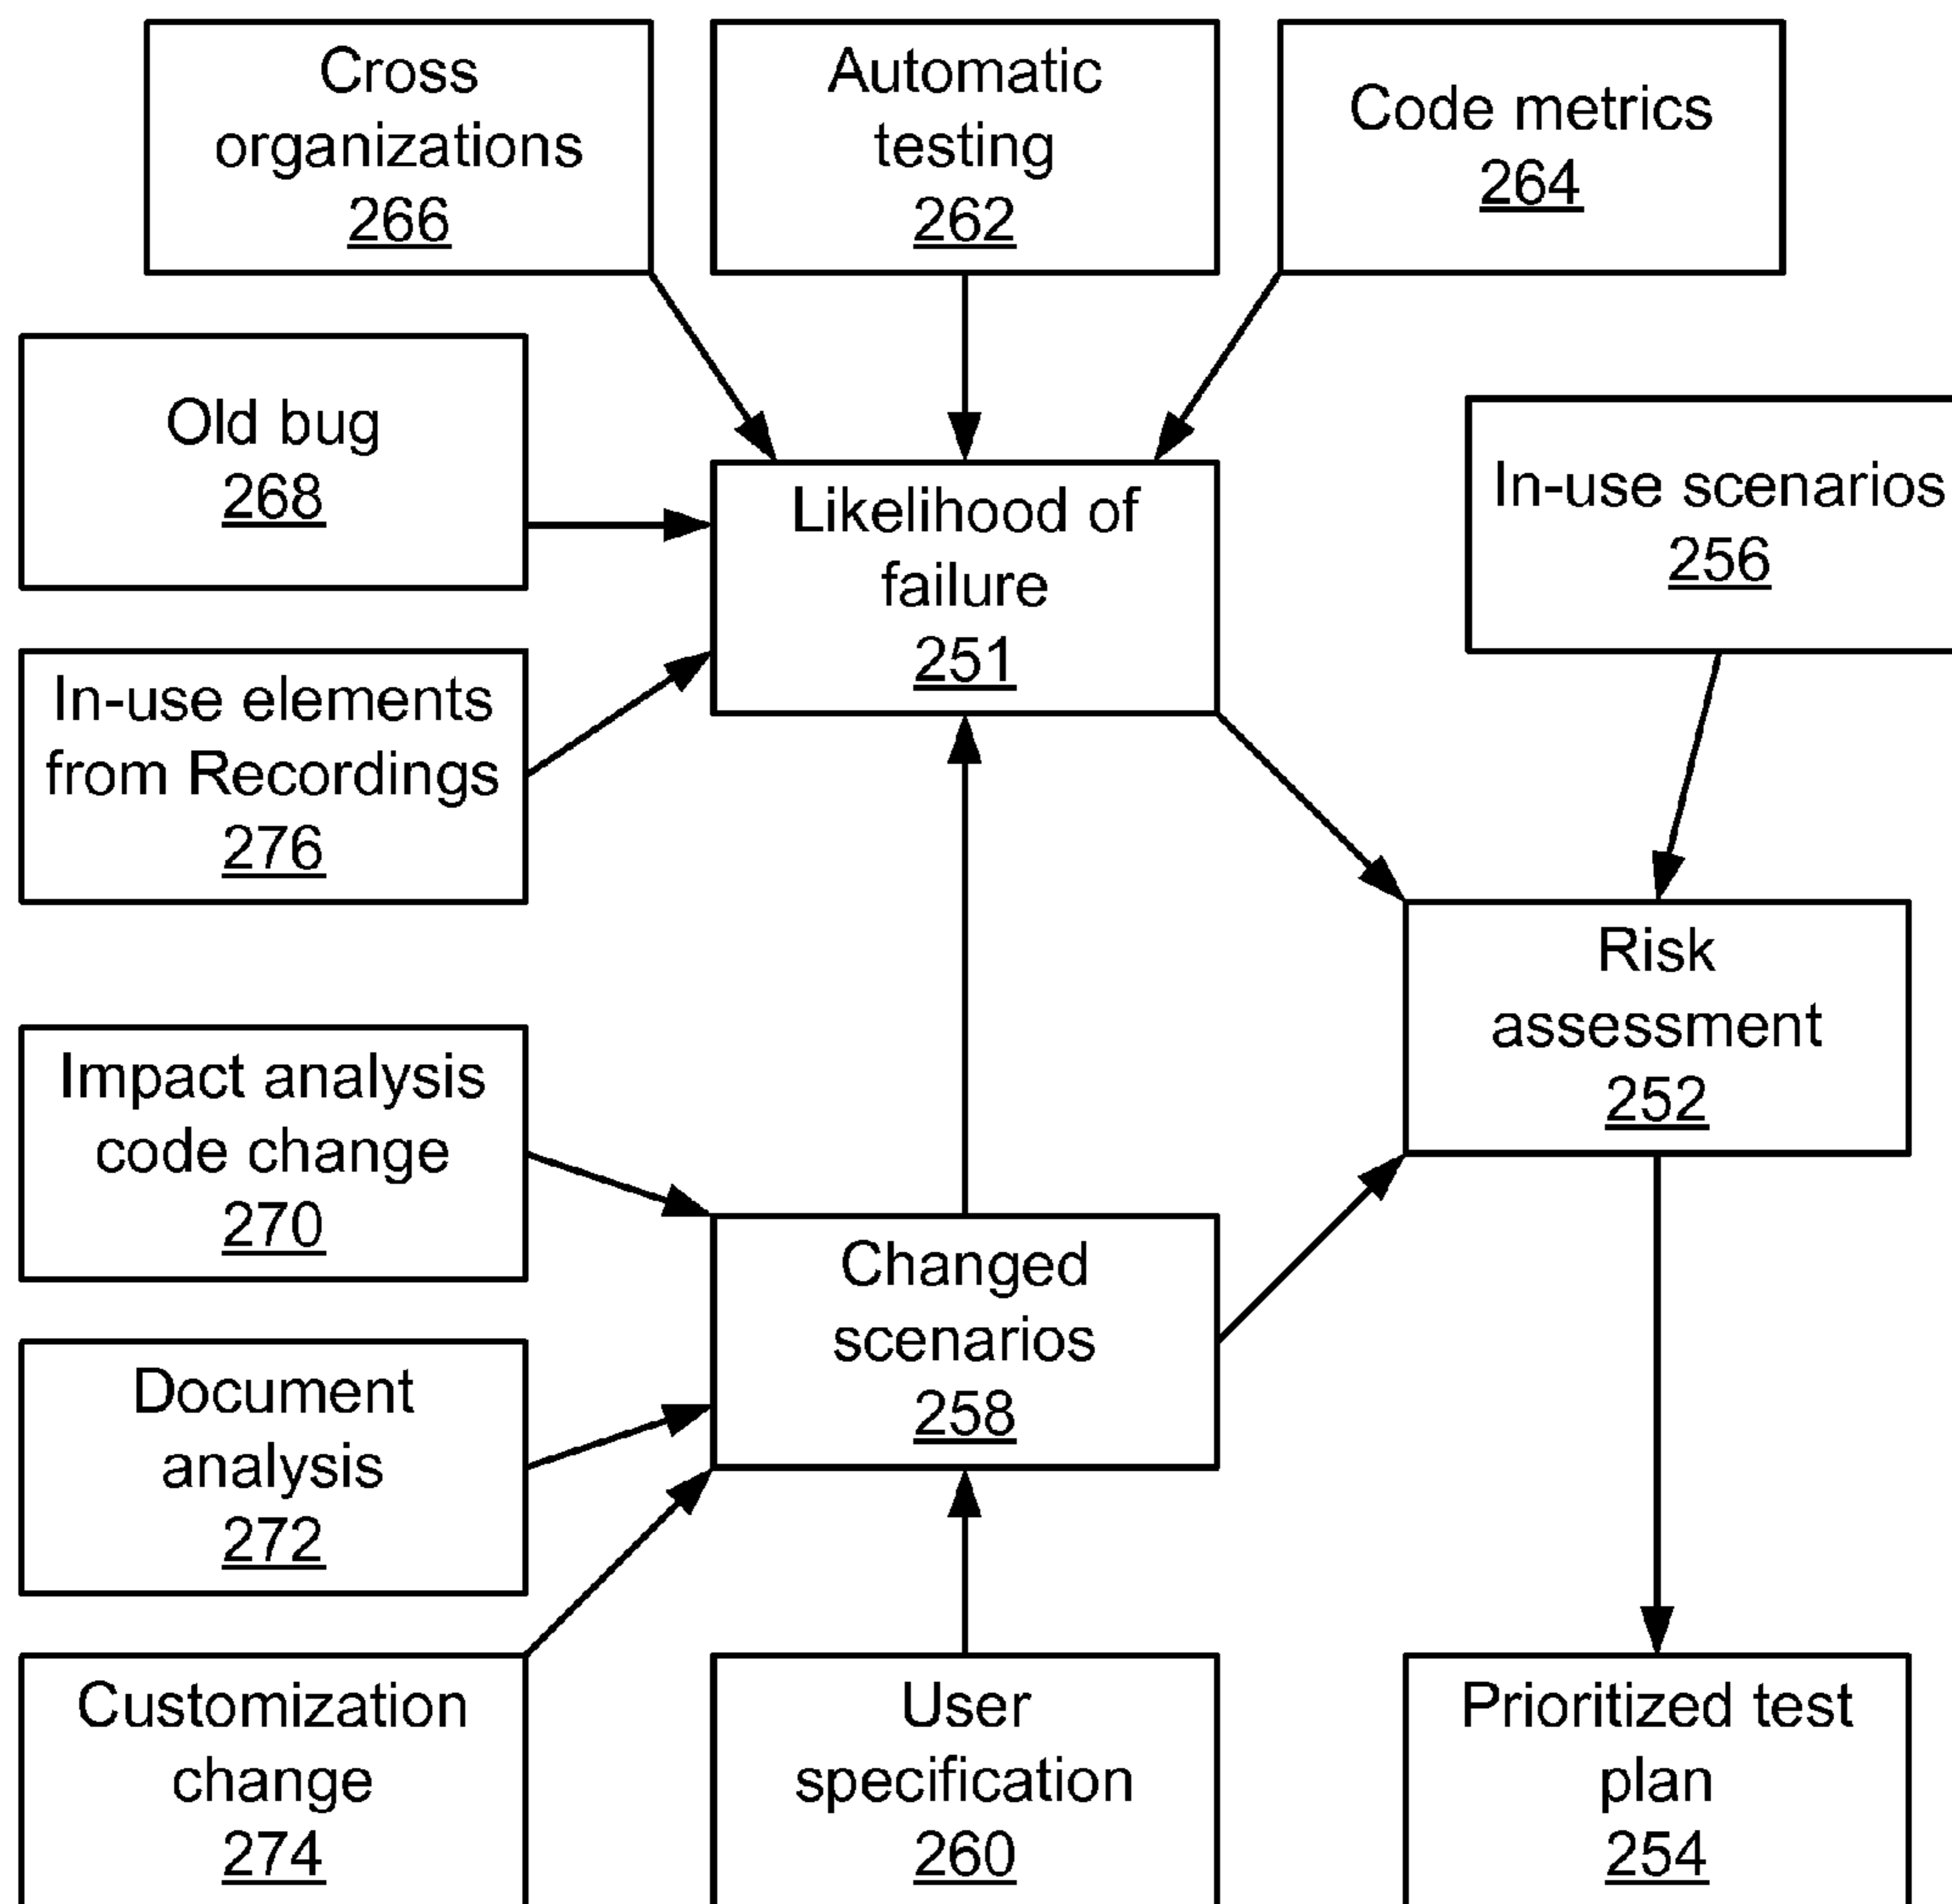 Cross
organizations
266
Automatic
testing
262
Code metrics
264
Old bug
268
Likelihood of
failure
251
In-use scenarios
256
In-use elements
from Recordings
276
Risk
assessment
252
Impact analysis
code change
270
Changed
scenarios
258
Document
analysis
272
Customization
change
274
User
specification
260
Prioritized test
plan
254